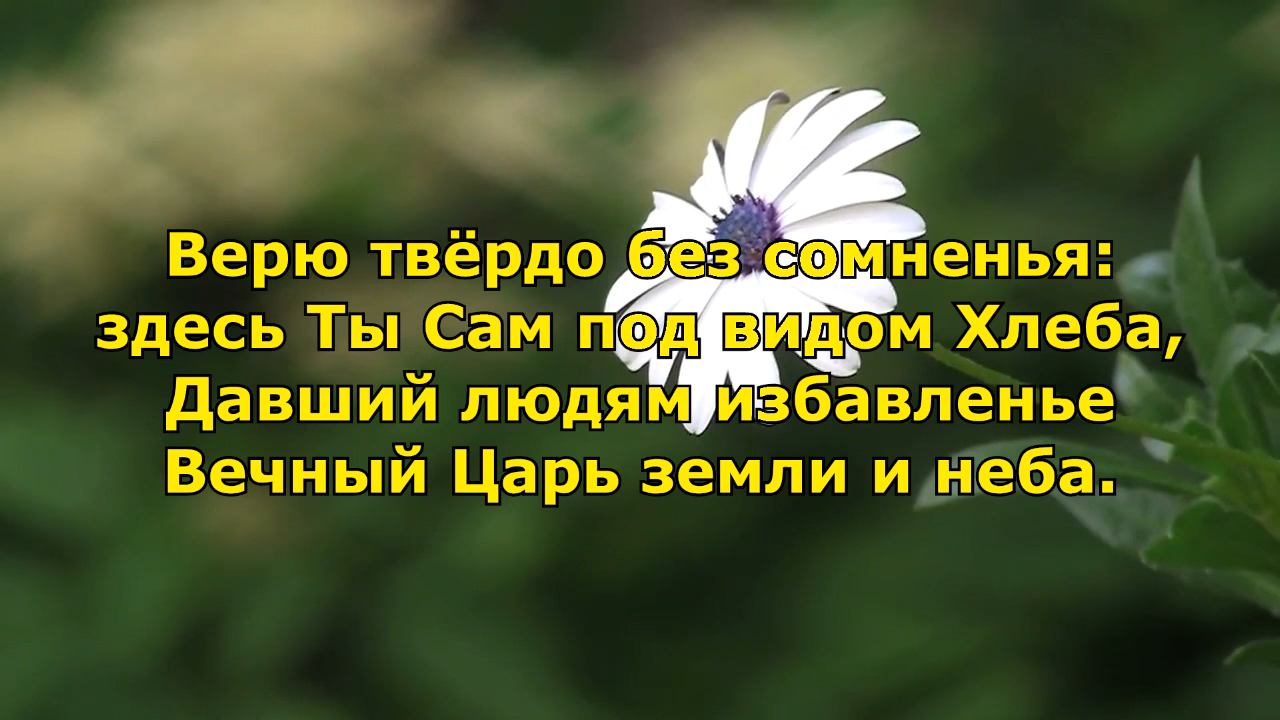 Верю твёрдо без сомненья:
здесь Ты Сам под видом Хлеба,
Давший людям избавленье
Вечный Царь земли и неба.